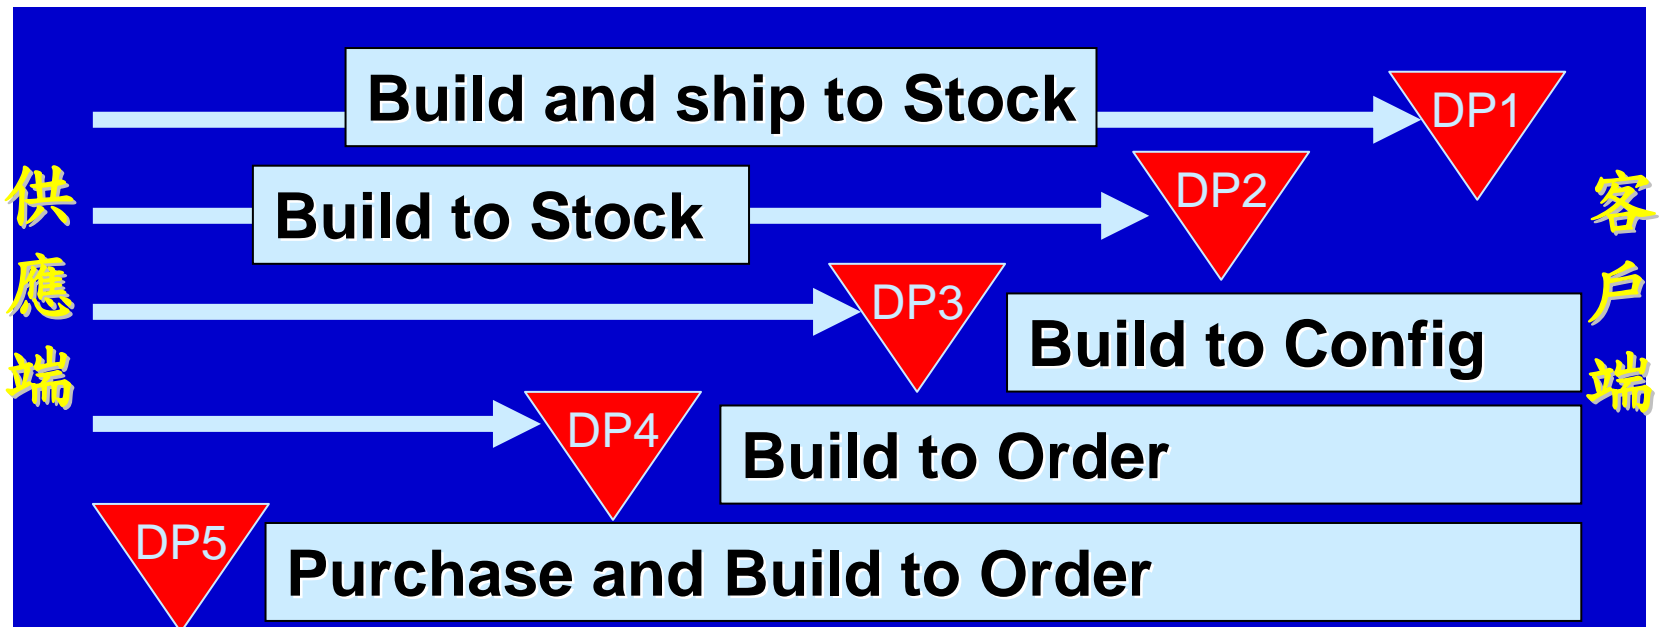 Build and ship to Stock
DP1
供應端
Build to Stock
DP2
客戶端
DP3
Build to Config
DP4
Build to Order
DP5
Purchase and Build to Order